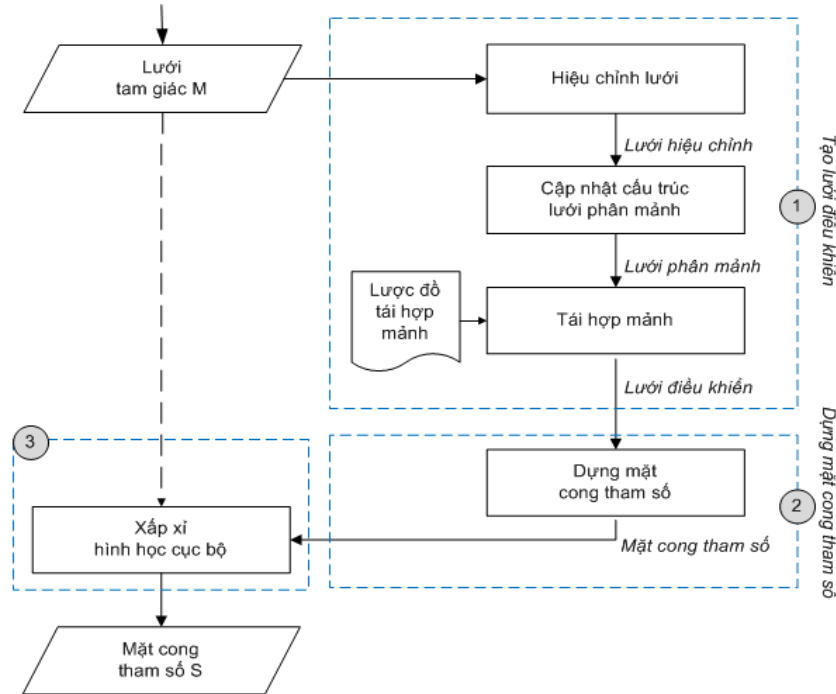 Lưới
tam giác M
Hiệu chỉnh lưới
Lưới hiệu chỉnh
Cập nhật cấu trúc
lưới phân mảnh
Lưới phân mảnh
Lược đồ
tái hợp
mảnh
Tái hợp mảnh
Lưới điều khiển
Tạo lưới điều khiển
1
Dựng mặt
cong tham số
Mặt cong tham số
Dựng mặt cong tham số
2
3
Xấp xỉ
hình học cục bộ
Mặt cong
tham số S